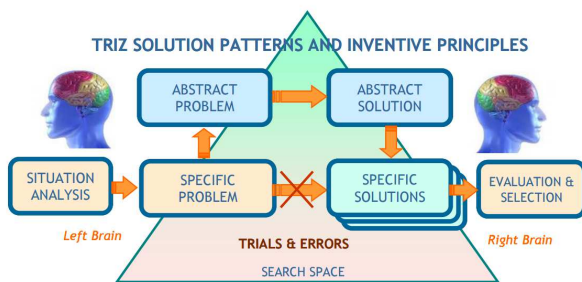 TRIZ SOLUTION PATTERNS AND INVENTIVE PRINCIPLES
ABSTRACT
PROBLEM
ABSTRACT
SOLUTION
SITUATION
ANALYSIS
SPECIFIC
PROBLEM
SPECIFIC
SOLUTIONS
EVALUATION &
SELECTION
Left Brain
TRIALS & ERRORS
Right Brain
SEARCH SPACE